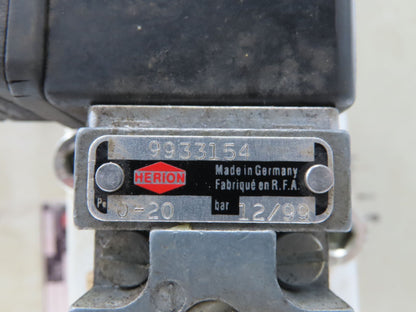 9933154
HERION
Made in Germany
Fabriqué en R.F.A.
Pe 0-20 bar 12/99